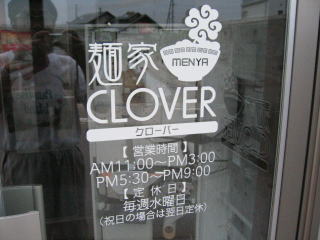 麺家
MENYA
CLOVER
クローバー
【営業時間】
AM11:00～PM3:00
PM5:30～PM9:00
【定休日】
毎週水曜日
（祝日の場合は翌日定休）